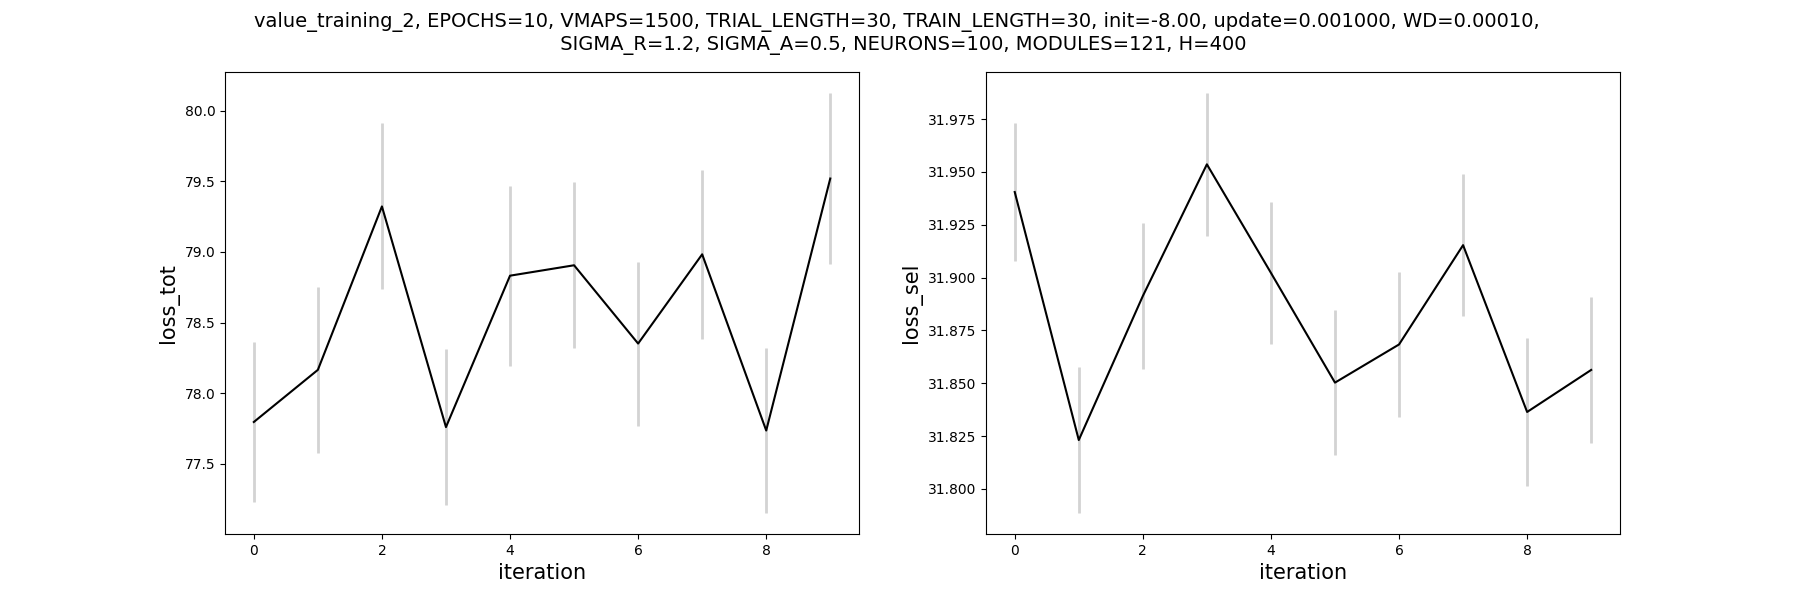 value_training_2, EPOCHS=10, VMAPS=1500, TRIAL_LENGTH=30, TRAIN_LENGTH=30, init=-8.00, update=0.001000, WD=0.00010,
SIGMA_R=1.2, SIGMA_A=0.5, NEURONS=100, MODULES=121, H=400
loss_tot
80.0
79.5
79.0
78.5
78.0
77.5
0 2 4 6 8
iteration
loss_sel
31.975
31.950
31.925
31.900
31.875
31.850
31.825
31.800
0 2 4 6 8
iteration